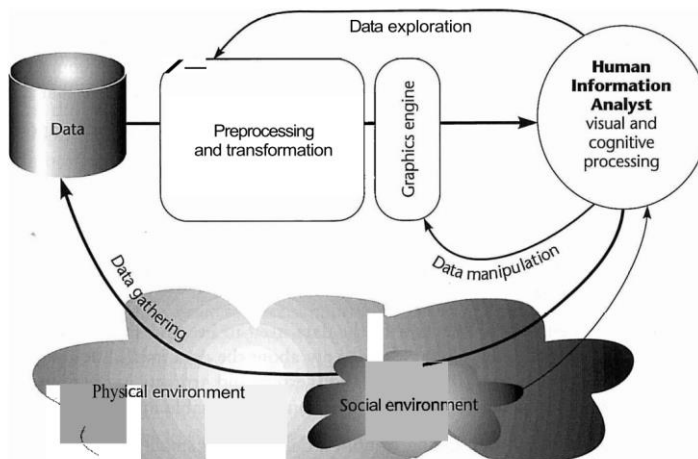 Data exploration
Human
Information
Analyst
visual and
cognitive
processing
Data
Preprocessing
and transformation
Graphics engine
Data manipulation
Data gathering
Physical environment
Social environment